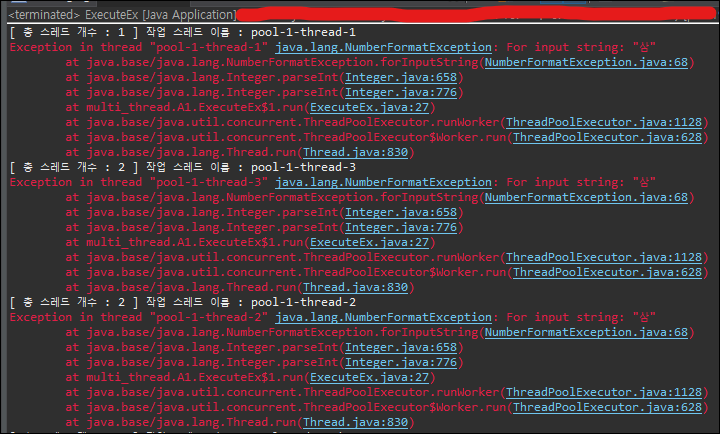 <terminated> ExecuteEx [Java Application]
[ 총 스레드 개수 : 1 ] 작업 스레드 이름 : pool-1-thread-1
Exception in thread "pool-1-thread-1" java.lang.NumberFormatException: For input string: "삼"
at java.base/java.lang.NumberFormatException.forInputString(NumberFormatException.java:68)
at java.base/java.lang.Integer.parseInt(Integer.java:658)
at java.base/java.lang.Integer.parseInt(Integer.java:776)
at multi_thread.A1.ExecuteEx$1.run(ExecuteEx.java:27)
at java.base/java.util.concurrent.ThreadPoolExecutor.runWorker(ThreadPoolExecutor.java:1128)
at java.base/java.util.concurrent.ThreadPoolExecutor$Worker.run(ThreadPoolExecutor.java:628)
at java.base/java.lang.Thread.run(Thread.java:830)
[ 총 스레드 개수 : 2 ] 작업 스레드 이름 : pool-1-thread-3
Exception in thread "pool-1-thread-3" java.lang.NumberFormatException: For input string: "삼"
at java.base/java.lang.NumberFormatException.forInputString(NumberFormatException.java:68)
at java.base/java.lang.Integer.parseInt(Integer.java:658)
at java.base/java.lang.Integer.parseInt(Integer.java:776)
at multi_thread.A1.ExecuteEx$1.run(ExecuteEx.java:27)
at java.base/java.util.concurrent.ThreadPoolExecutor.runWorker(ThreadPoolExecutor.java:1128)
at java.base/java.util.concurrent.ThreadPoolExecutor$Worker.run(ThreadPoolExecutor.java:628)
at java.base/java.lang.Thread.run(Thread.java:830)
[ 총 스레드 개수 : 2 ] 작업 스레드 이름 : pool-1-thread-2
Exception in thread "pool-1-thread-2" java.lang.NumberFormatException: For input string: "삼"
at java.base/java.lang.NumberFormatException.forInputString(NumberFormatException.java:68)
at java.base/java.lang.Integer.parseInt(Integer.java:658)
at java.base/java.lang.Integer.parseInt(Integer.java:776)
at multi_thread.A1.ExecuteEx$1.run(ExecuteEx.java:27)
at java.base/java.util.concurrent.ThreadPoolExecutor.runWorker(ThreadPoolExecutor.java:1128)
at java.base/java.util.concurrent.ThreadPoolExecutor$Worker.run(ThreadPoolExecutor.java:628)
at java.base/java.lang.Thread.run(Thread.java:830)